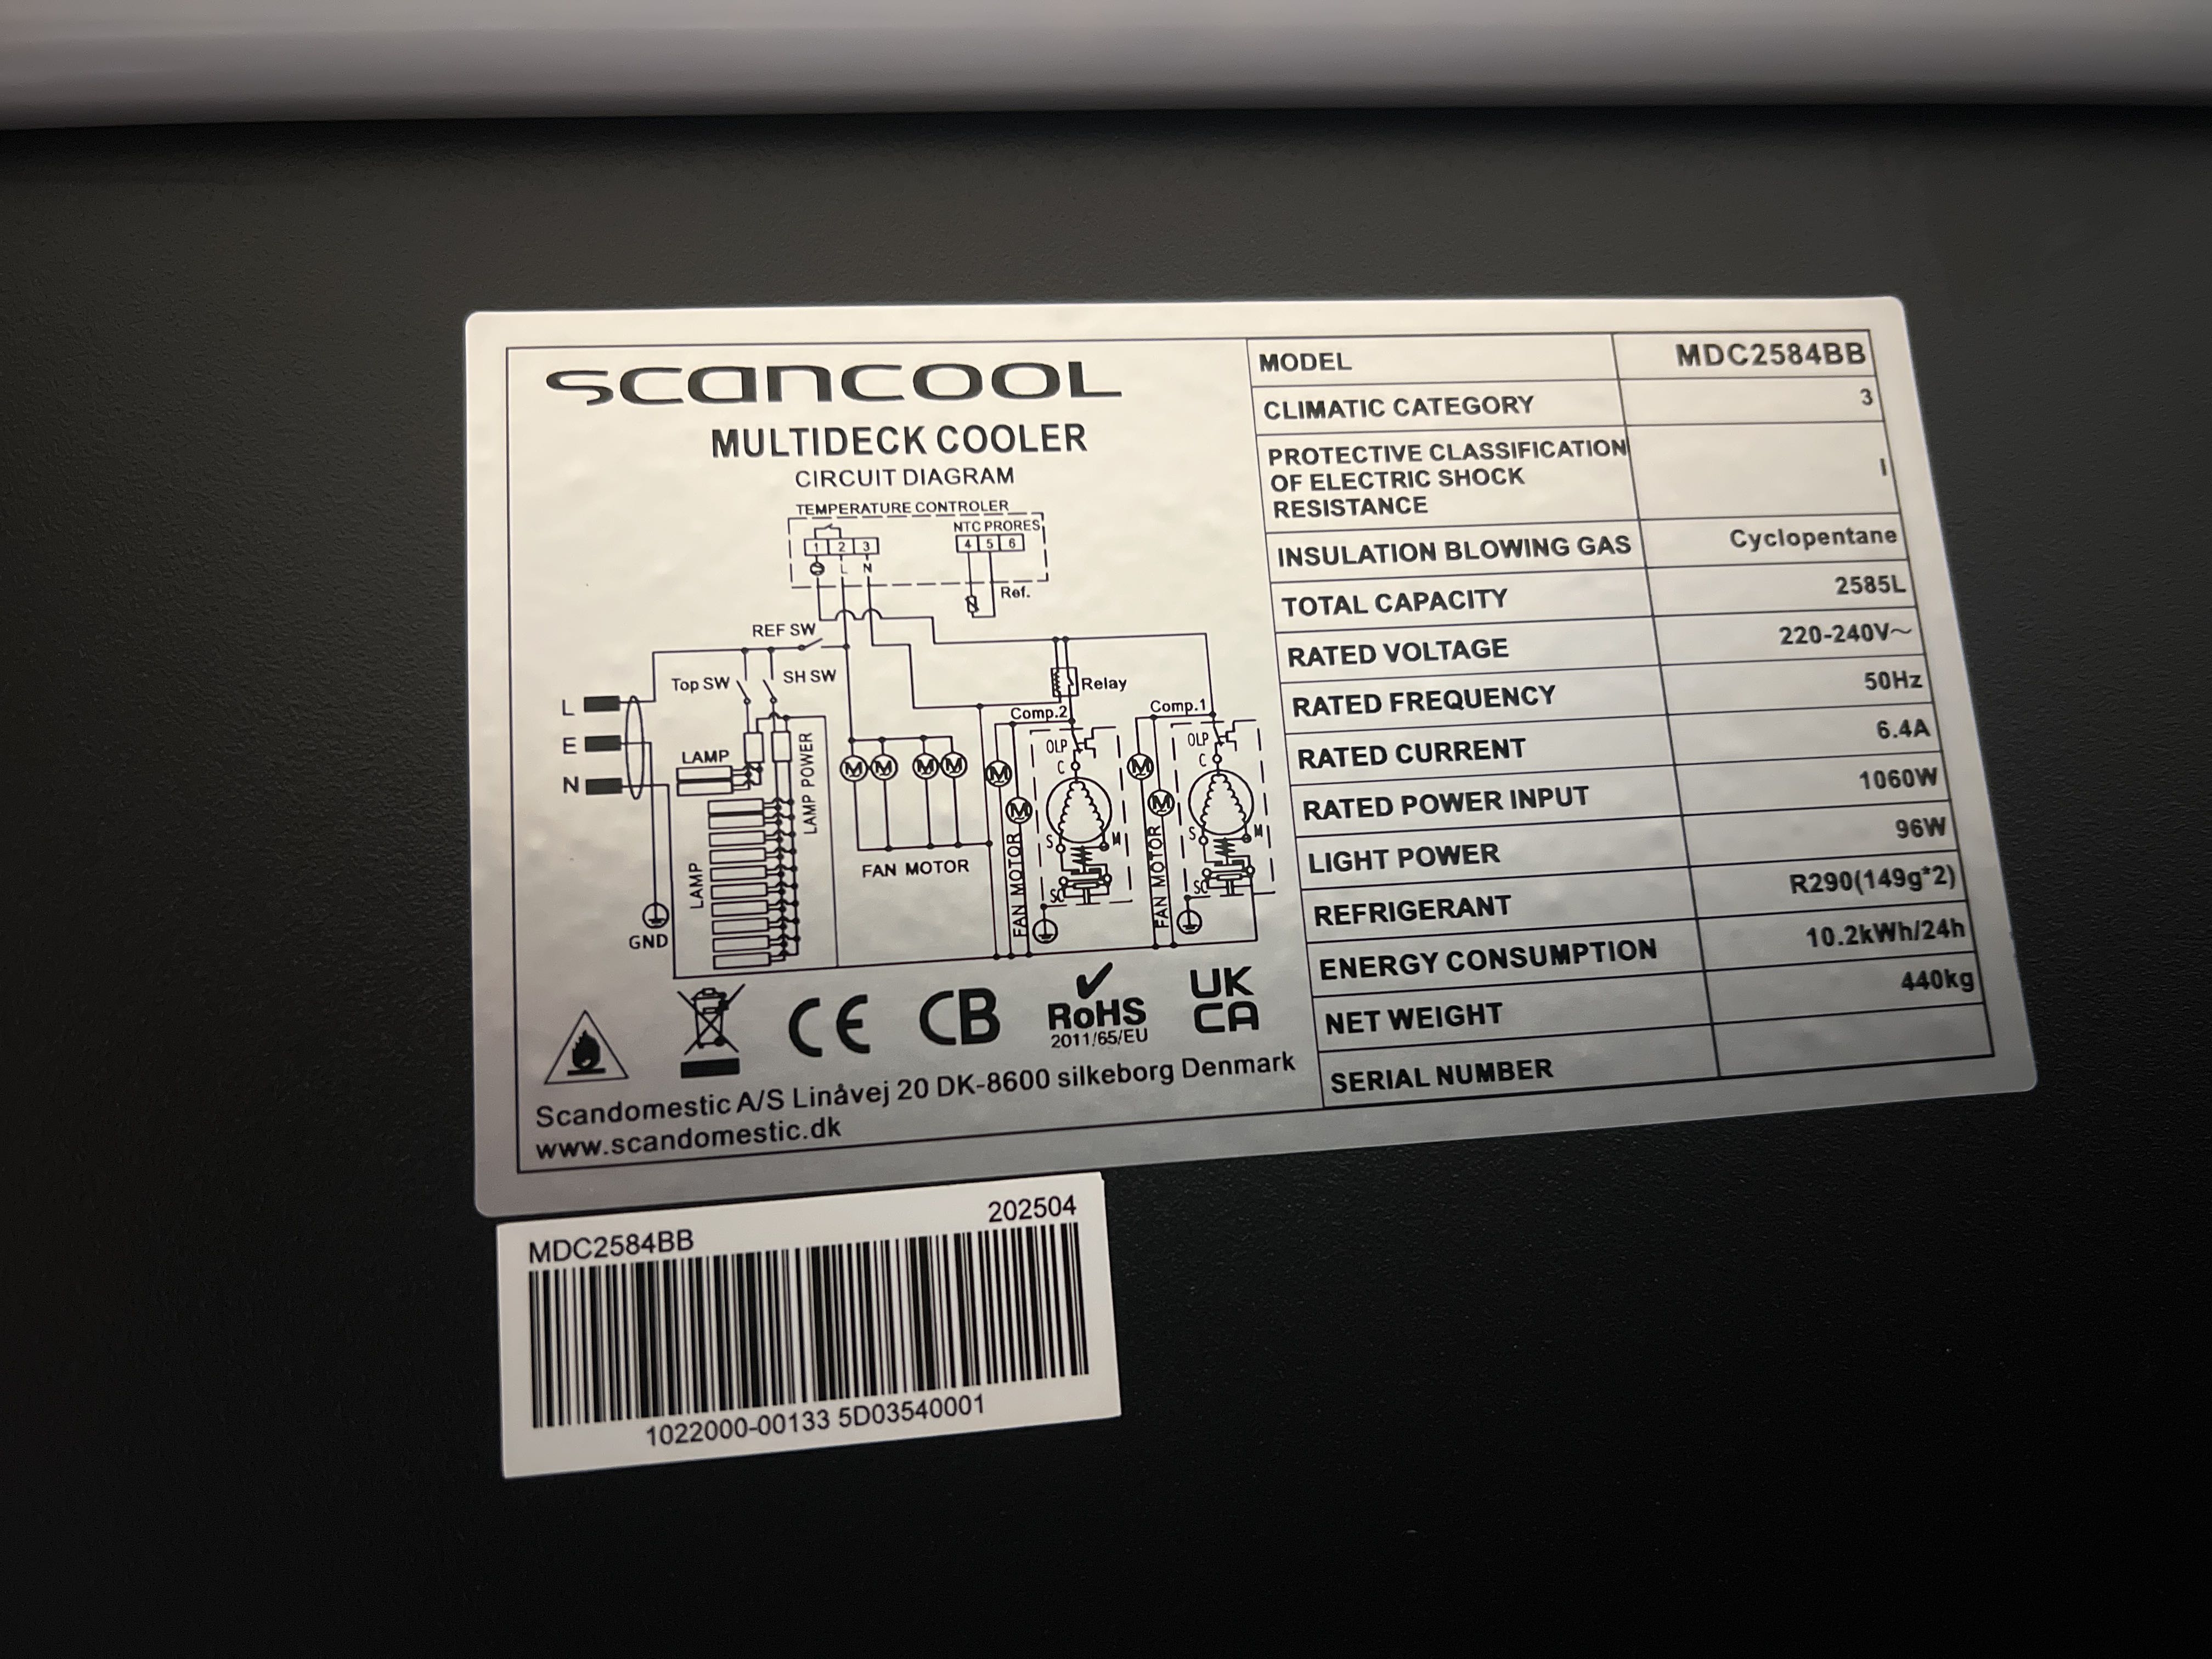 SCANCOOL
MULTIDECK COOLER
CIRCUIT DIAGRAM
TEMPERATURE CONTROLER
NTC PRORES
1 2 3
4 5 6
L N
Ref.
REF SW
Top SW
SH SW
Relay
L
E
N
LAMP
LAMP POWER
LAMP
GND
FAN MOTOR
M M M M
Comp.2
OLP
C
M
M
S
M
SC
FAN MOTOR
Comp.1
OLP
C
M
M
S
M
SC
FAN MOTOR
CE
CB
RoHS
2011/65/EU
UK
CA
Scandomestic A/S Linåvej 20 DK-8600 silkeborg Denmark
www.scandomestic.dk
MODEL MDC2584BB
CLIMATIC CATEGORY 3
PROTECTIVE CLASSIFICATION
OF ELECTRIC SHOCK
RESISTANCE I
INSULATION BLOWING GAS Cyclopentane
TOTAL CAPACITY 2585L
RATED VOLTAGE 220-240V~
RATED FREQUENCY 50Hz
RATED CURRENT 6.4A
RATED POWER INPUT 1060W
LIGHT POWER 96W
REFRIGERANT R290(149g*2)
ENERGY CONSUMPTION 10.2kWh/24h
NET WEIGHT 440kg
SERIAL NUMBER
MDC2584BB 202504
1022000-00133 5D03540001